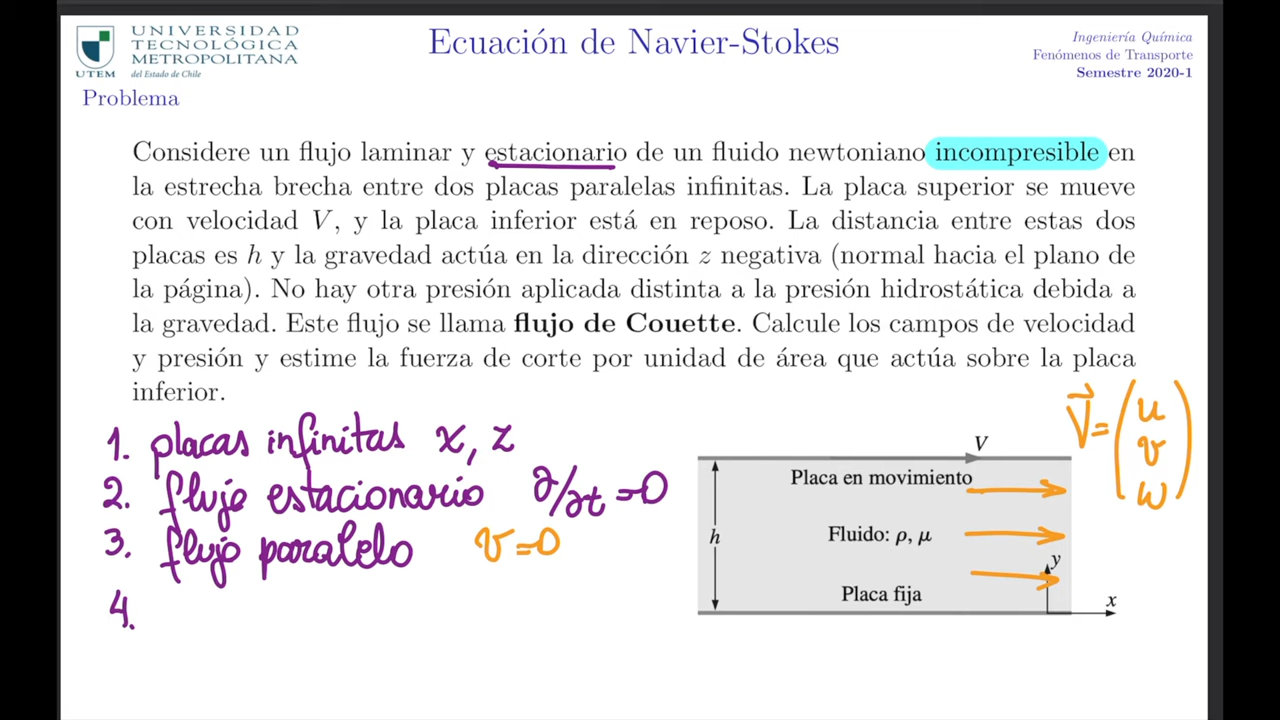 UNIVERSIDAD
TECNOLÓGICA
METROPOLITANA
del Estado de Chile
UTEM
Ecuación de Navier-Stokes
Ingeniería Química
Fenómenos de Transporte
Semestre 2020-1
Problema
Considere un flujo laminar y estacionario de un fluido newtoniano incompresible en
la estrecha brecha entre dos placas paralelas infinitas. La placa superior se mueve
con velocidad V, y la placa inferior está en reposo. La distancia entre estas dos
placas es h y la gravedad actúa en la dirección z negativa (normal hacia el plano de
la página). No hay otra presión aplicada distinta a la presión hidrostática debida a
la gravedad. Este flujo se llama flujo de Couette. Calcule los campos de velocidad
y presión y estime la fuerza de corte por unidad de área que actúa sobre la placa
inferior.
1. placas infinitas x, z
2. flujo estacionario ∂/∂t=0
3. flujo paralelo v=0
4.
V
Placa en movimiento
h
Fluido: ρ, μ
y
Placa fija
x
V⃗= (u
v
w)